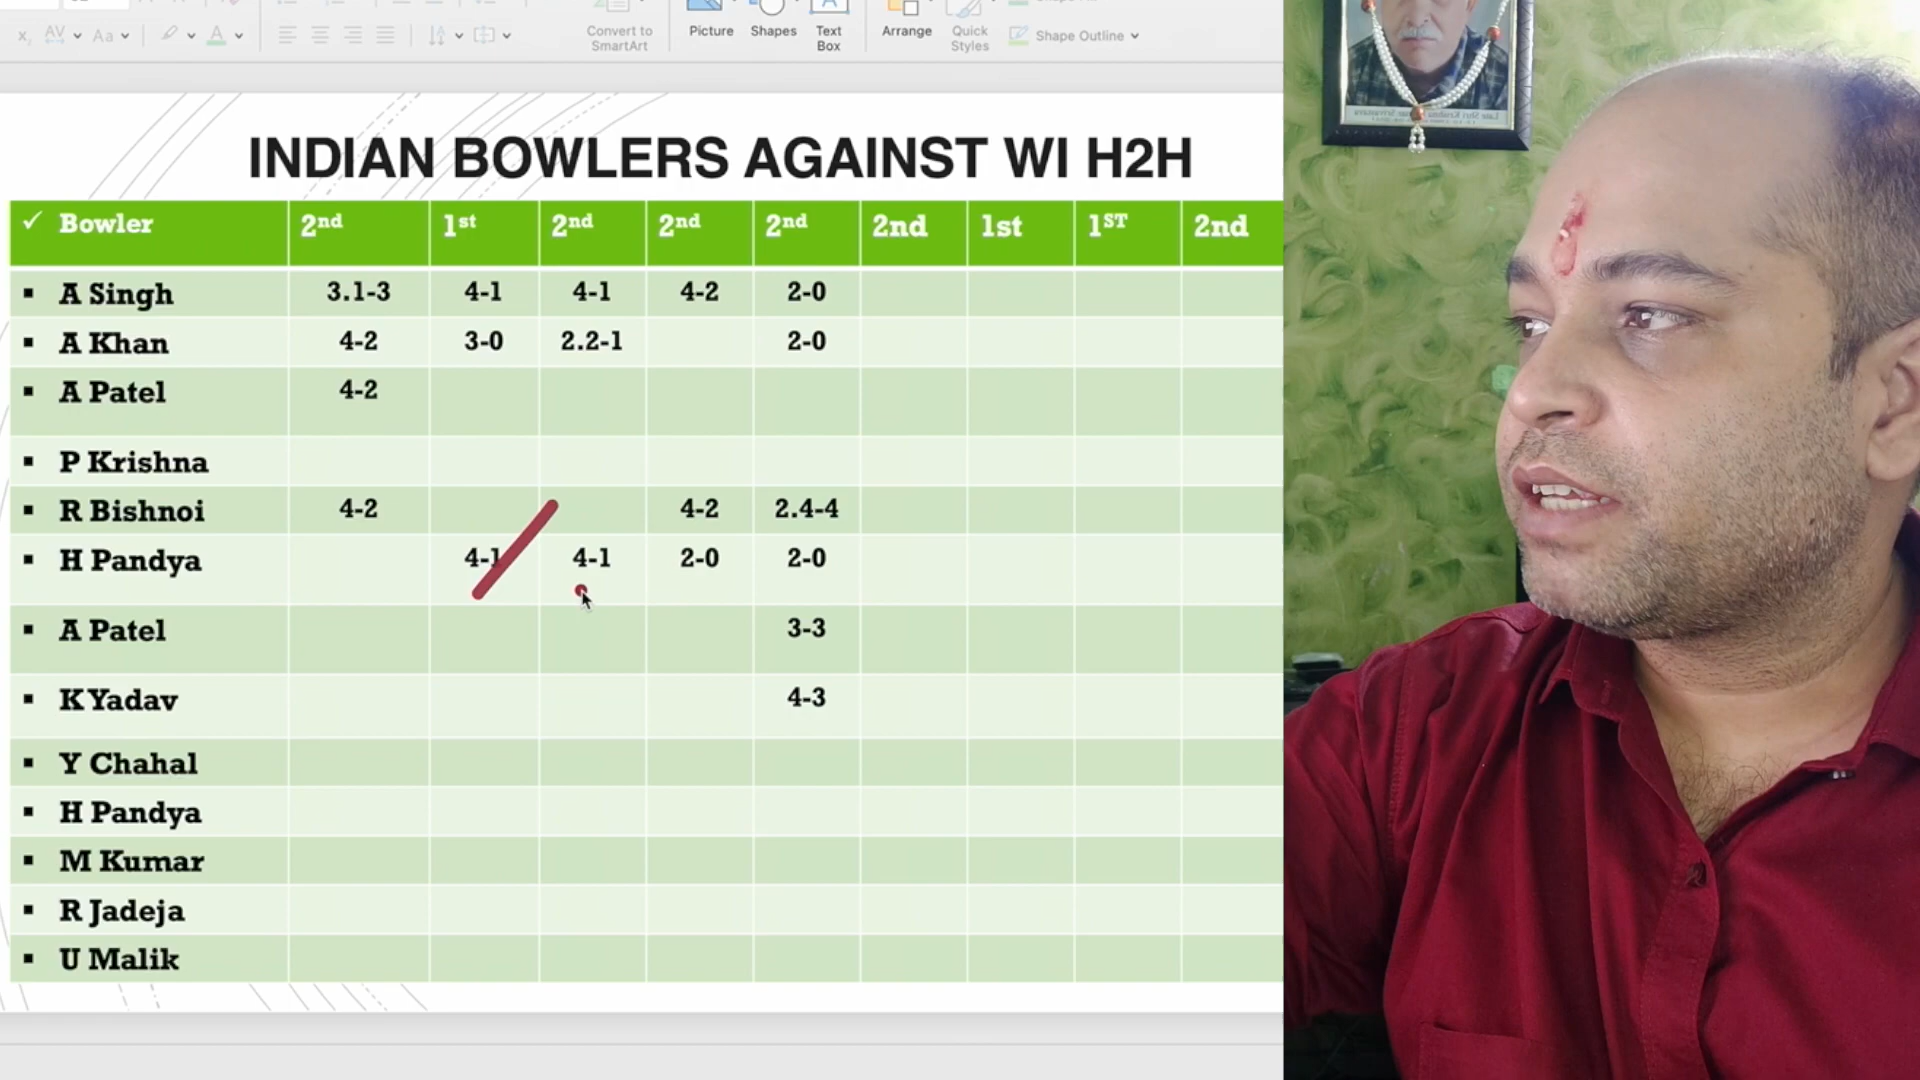 Convert to
SmartArt
Picture
Shapes
Text
Box
Arrange
Quick
Styles
Shape Outline
AV
Aa
A
INDIAN BOWLERS AGAINST WI H2H
Bowler 2nd 1st 2nd 2nd 2nd 2nd 1st 1ST 2nd
A Singh 3.1-3 4-1 4-1 4-2 2-0
A Khan 4-2 3-0 2.2-1 2-0
A Patel 4-2
P Krishna
R Bishnoi 4-2 4-2 2.4-4
H Pandya 4-1 4-1 2-0 2-0
A Patel 3-3
K Yadav 4-3
Y Chahal
H Pandya
M Kumar
R Jadeja
U Malik